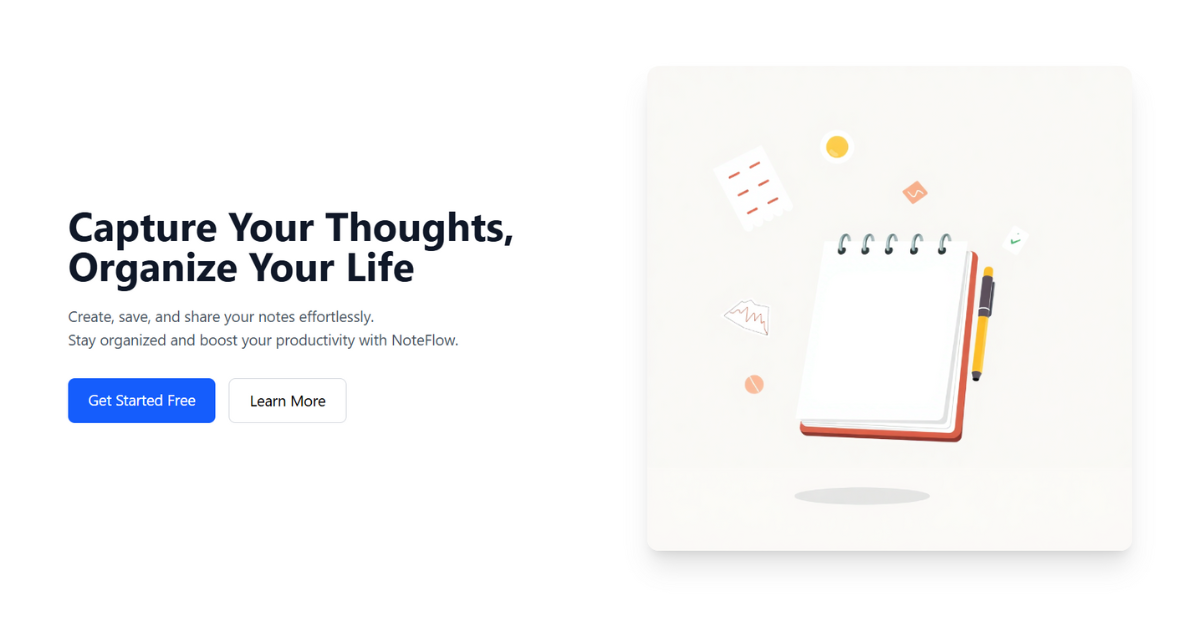 Capture Your Thoughts,
Organize Your Life
Create, save, and share your notes effortlessly.
Stay organized and boost your productivity with NoteFlow.
Get Started Free
Learn More